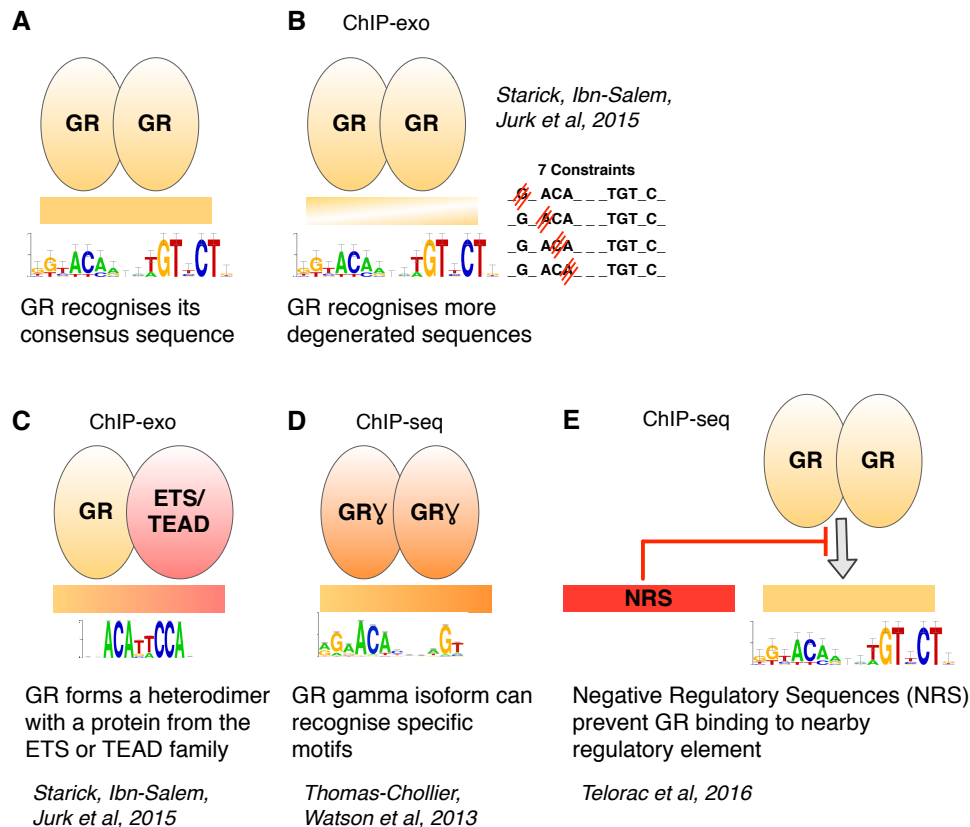 A
GR GR
GR recognises its
consensus sequence
B
ChIP-exo
GR GR
Starick, Ibn-Salem,
Jurk et al, 2015
7 Constraints
_G_ ACA_ _ _TGT_C_
_G_ ACA_ _ _TGT_C_
_G_ ACA_ _ _TGT_C_
_G_ ACA_ _ _TGT_C_
GR recognises more
degenerated sequences
C
ChIP-exo
GR
ETS/
TEAD
ACATTCCA
GR forms a heterodimer
with a protein from the
ETS or TEAD family
Starick, Ibn-Salem,
Jurk et al, 2015
D
ChIP-seq
GRɣ GRɣ
GR gamma isoform can
recognise specific
motifs
Thomas-Chollier,
Watson et al, 2013
E
ChIP-seq
GR GR
NRS
Negative Regulatory Sequences (NRS)
prevent GR binding to nearby
regulatory element
Telorac et al, 2016